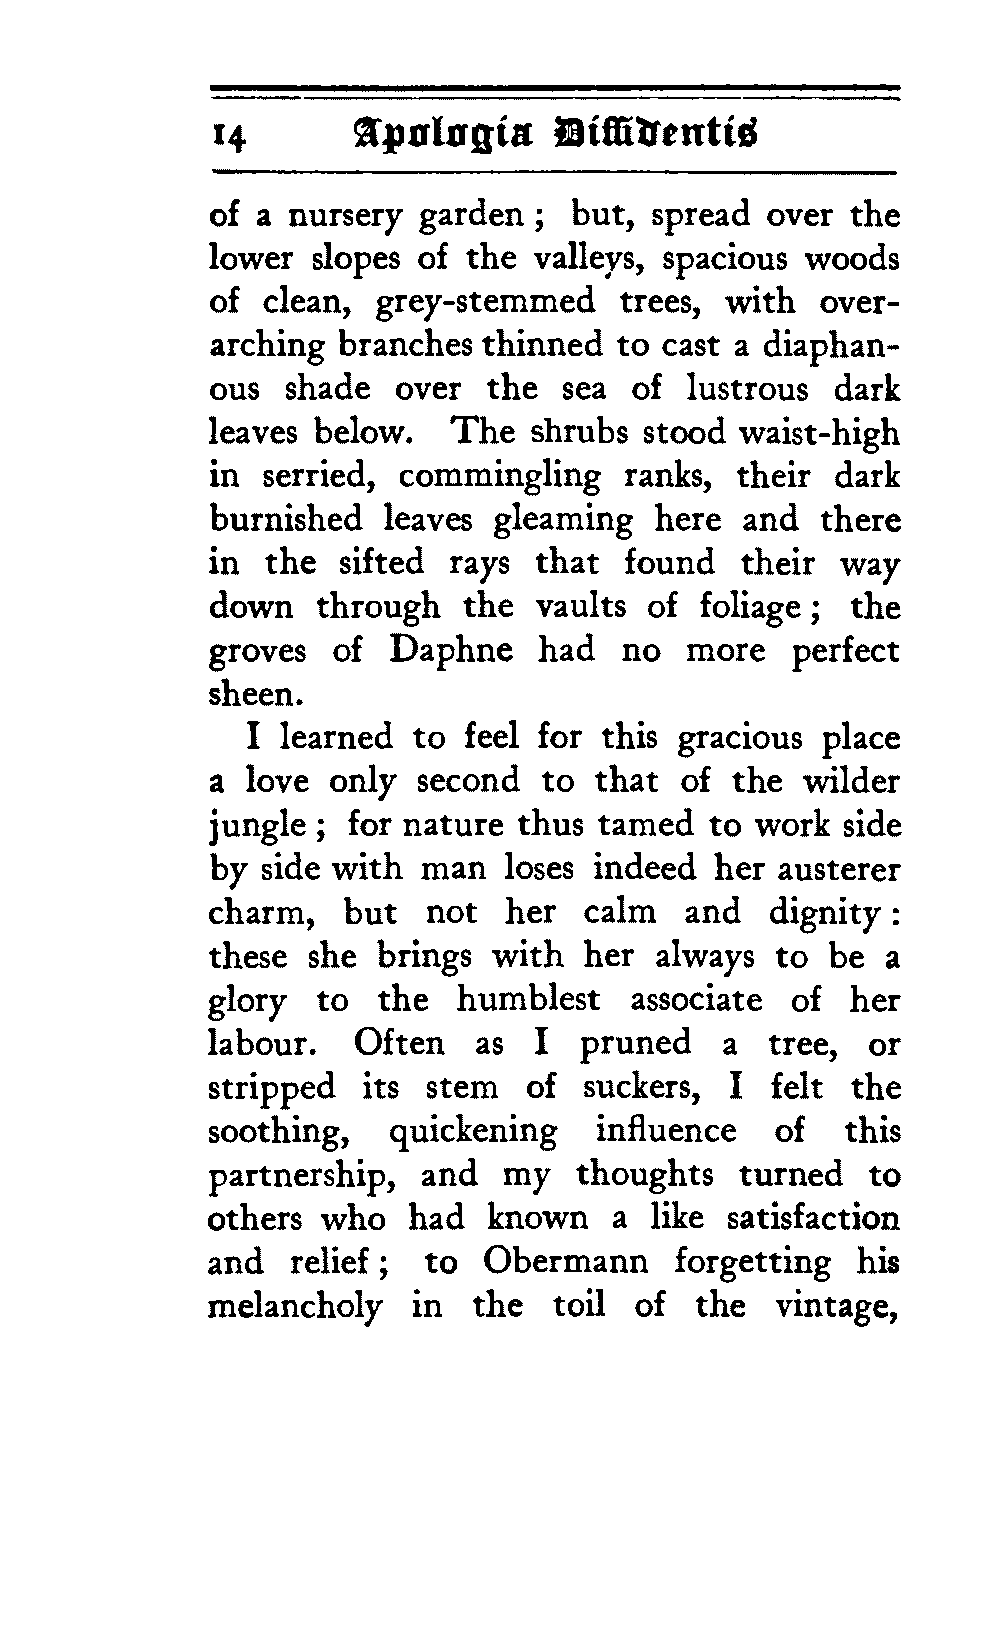 14 Apologia Diffidentis
of a nursery garden ; but, spread over the
lower slopes of the valleys, spacious woods
of clean, grey-stemmed trees, with over-
arching branches thinned to cast a diaphan-
ous shade over the sea of lustrous dark
leaves below. The shrubs stood waist-high
in serried, commingling ranks, their dark
burnished leaves gleaming here and there
in the sifted rays that found their way
down through the vaults of foliage ; the
groves of Daphne had no more perfect
sheen.
I learned to feel for this gracious place
a love only second to that of the wilder
jungle ; for nature thus tamed to work side
by side with man loses indeed her austerer
charm, but not her calm and dignity :
these she brings with her always to be a
glory to the humblest associate of her
labour. Often as I pruned a tree, or
stripped its stem of suckers, I felt the
soothing, quickening influence of this
partnership, and my thoughts turned to
others who had known a like satisfaction
and relief ; to Obermann forgetting his
melancholy in the toil of the vintage,